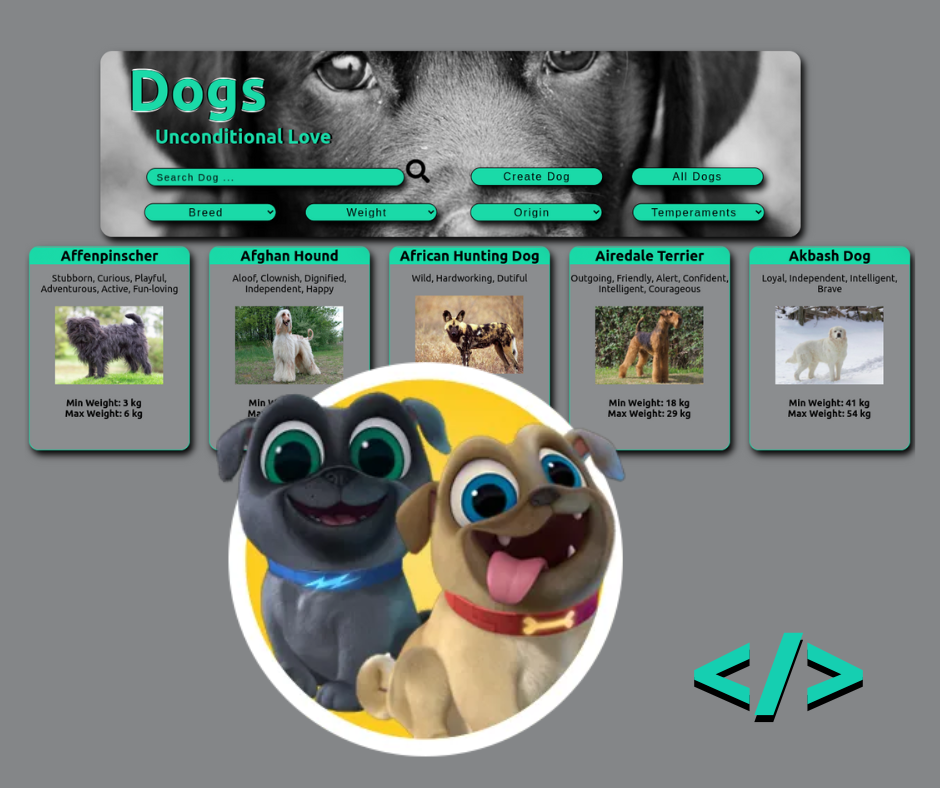 Dogs
Unconditional Love
Search Dog ...
Create Dog
All Dogs
Breed
Weight
Origin
Temperaments
Affenpinscher
Stubborn, Curious, Playful,
Adventurous, Active, Fun-loving
Min Weight: 3 kg
Max Weight: 6 kg
Afghan Hound
Aloof, Clownish, Dignified,
Independent, Happy
Min
African Hunting Dog
Wild, Hardworking, Dutiful
Airedale Terrier
Outgoing, Friendly, Alert, Confident,
Intelligent, Courageous
Min Weight: 18 kg
Max Weight: 29 kg
Akbash Dog
Loyal, Independent, Intelligent,
Brave
Min Weight: 41 kg
Max Weight: 54 kg
</>